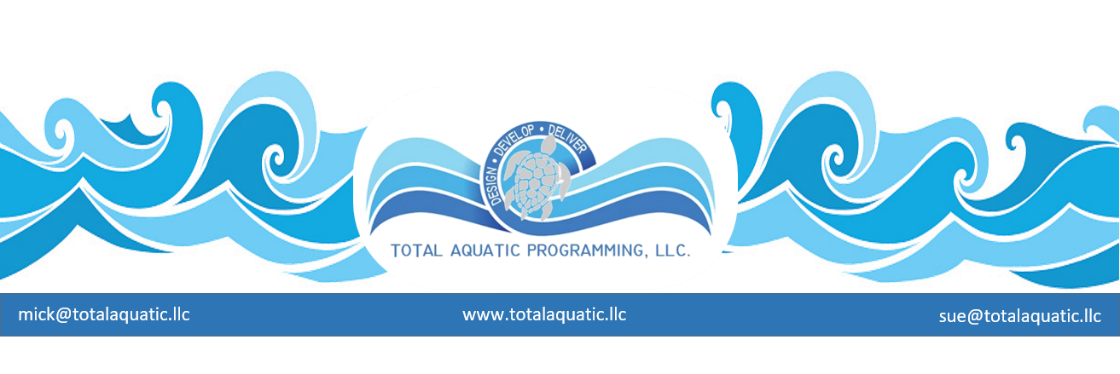 DESIGN • DEVELOP • DELIVER
TOTAL AQUATIC PROGRAMMING, LLC.
mick@totalaquatic.llc
www.totalaquatic.llc
sue@totalaquatic.llc